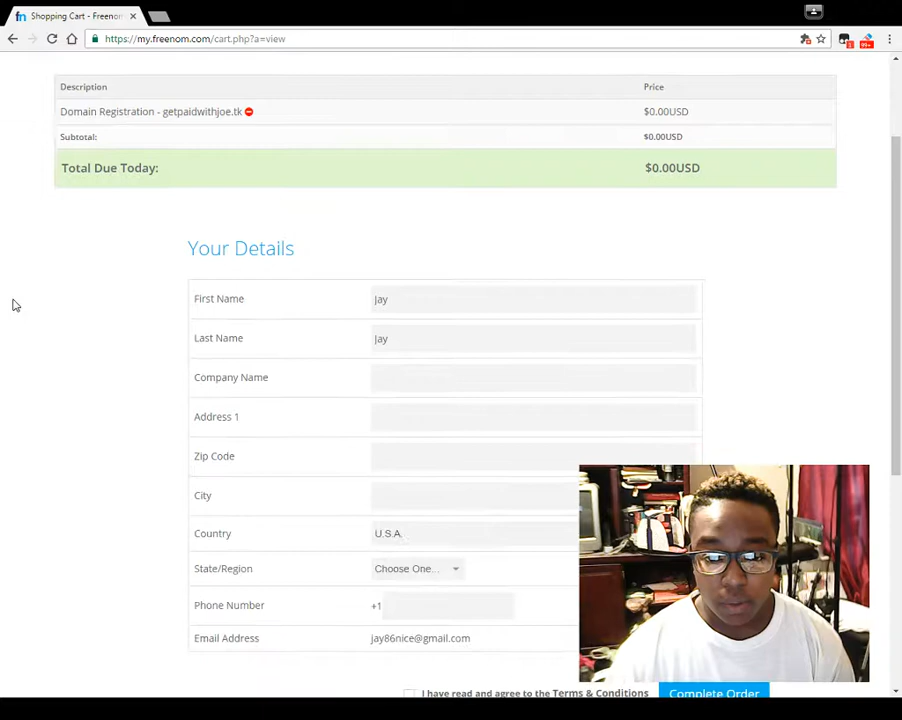 Shopping Cart - Freenom
https://my.freenom.com/cart.php?a=view
1
99+
Description Price
Domain Registration - getpaidwithjoe.tk $0.00USD
Subtotal: $0.00USD
Total Due Today: $0.00USD
Your Details
First Name Jay
Last Name Jay
Company Name
Address 1
Zip Code
City
Country U.S.A.
State/Region Choose One...
Phone Number +1
Email Address jay86nice@gmail.com
I have read and agree to the Terms & Conditions Complete Order